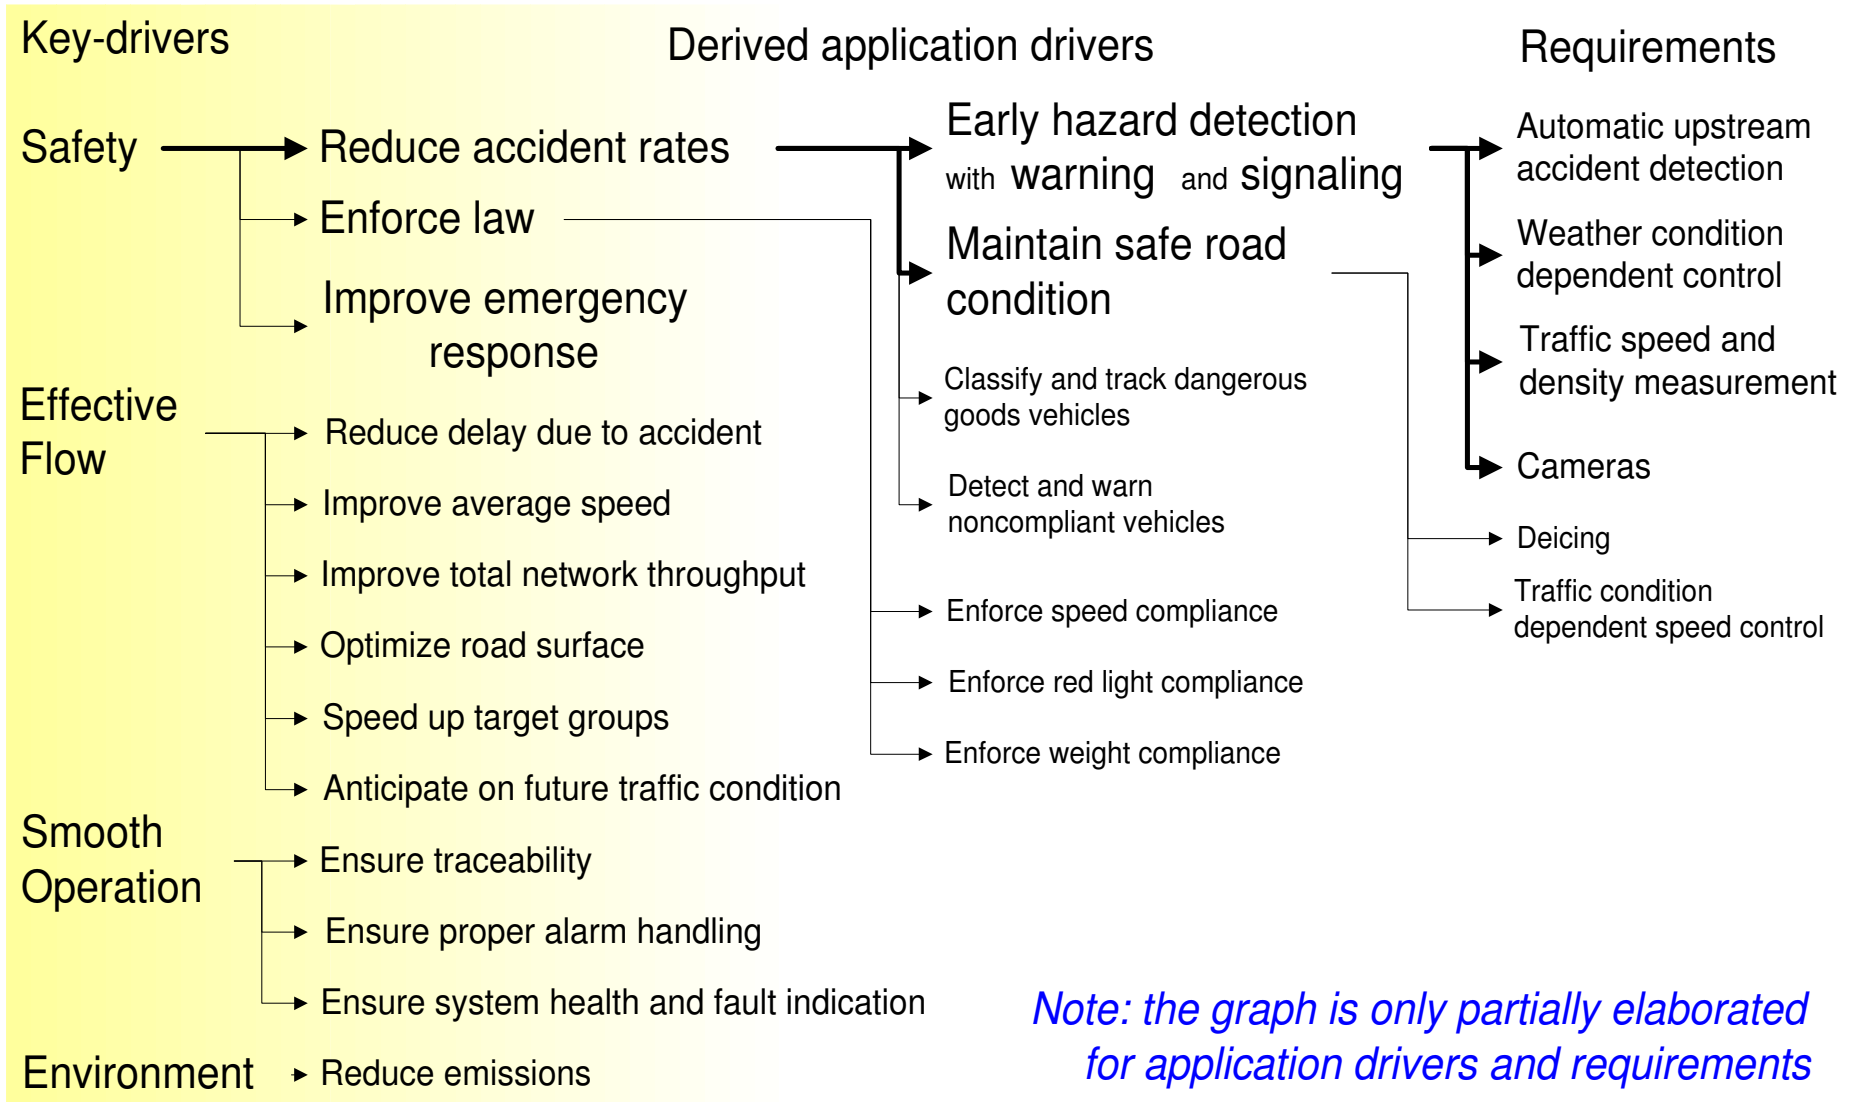 Key-drivers
Derived application drivers
Requirements
Safety
Reduce accident rates
Enforce law
Improve emergency
response
Effective
Flow
Reduce delay due to accident
Improve average speed
Improve total network throughput
Optimize road surface
Speed up target groups
Anticipate on future traffic condition
Smooth
Operation
Ensure traceability
Ensure proper alarm handling
Ensure system health and fault indication
Environment
Reduce emissions
Early hazard detection
with warning and signaling
Maintain safe road
condition
Classify and track dangerous
goods vehicles
Detect and warn
noncompliant vehicles
Enforce speed compliance
Enforce red light compliance
Enforce weight compliance
Automatic upstream
accident detection
Weather condition
dependent control
Traffic speed and
density measurement
Cameras
Deicing
Traffic condition
dependent speed control
Note: the graph is only partially elaborated
for application drivers and requirements